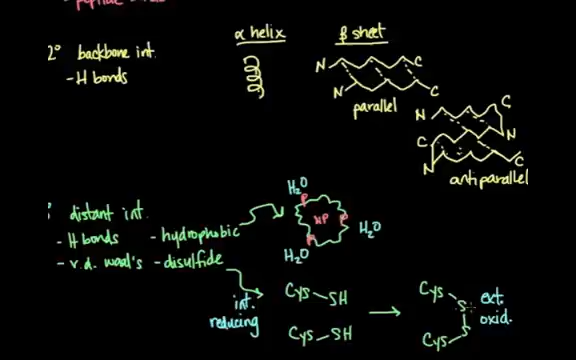 α helix
β sheet
2° backbone int.
- H bonds
N C
N C
parallel
N C
N
C
C
N
antiparallel
distant int.
- H bonds
- v.d. waal's
- hydrophobic
- disulfide
H₂O
P
NP P
H₂O
P
H₂O
int.
reducing
Cys SH
Cys SH
Cys S
S
Cys
ext.
oxid.